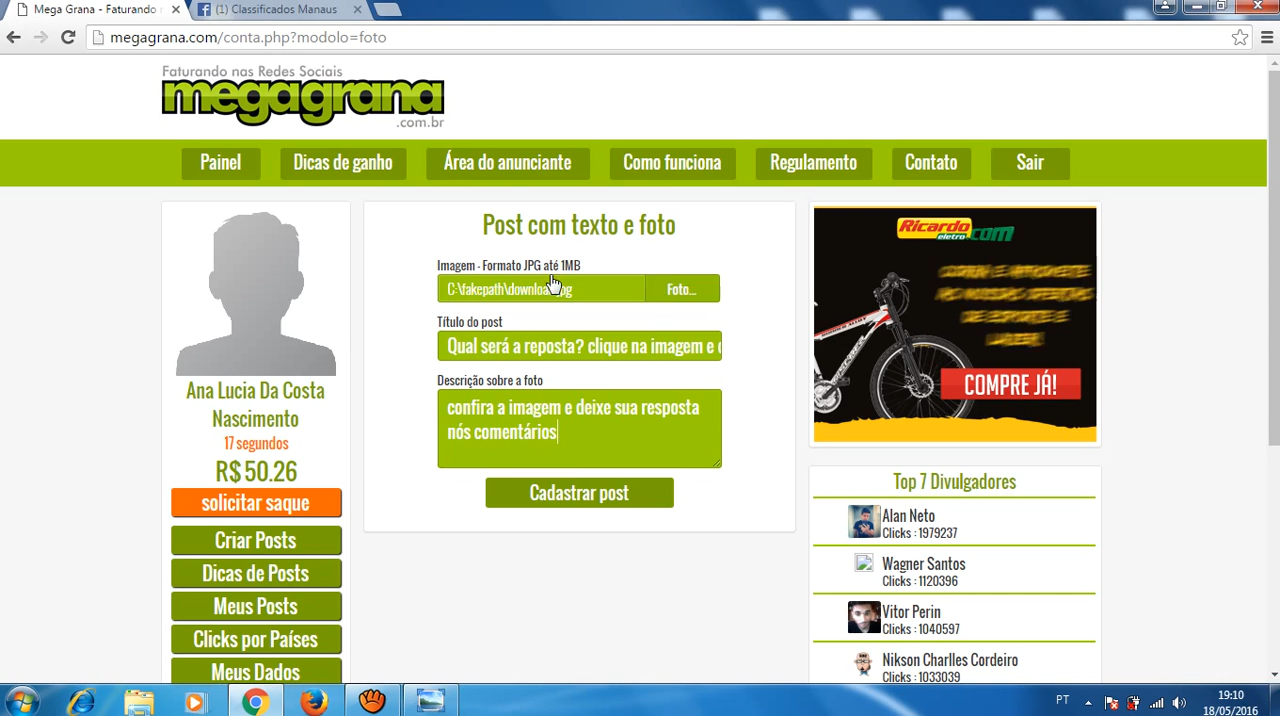 Mega Grana - Faturando n
(1) Classificados Manaus
megagrana.com/conta.php?modolo=foto
Faturando nas Redes Sociais
megagrana
.com.br
Painel
Dicas de ganho
Área do anunciante
Como funciona
Regulamento
Contato
Sair
Ana Lucia Da Costa
Nascimento
17 segundos
R$ 50.26
solicitar saque
Criar Posts
Dicas de Posts
Meus Posts
Clicks por Países
Meus Dados
Post com texto e foto
Imagem - Formato JPG até 1MB
Foto...
Título do post
Qual será a reposta? clique na imagem e
Descrição sobre a foto
confira a imagem e deixe sua resposta
nós comentários
Cadastrar post
Ricardo
eletro.com
COMPRE JÁ!
Top 7 Divulgadores
Alan Neto
Clicks : 1979237
Wagner Santos
Clicks : 1120396
Vitor Perin
Clicks : 1040597
Nikson Charlles Cordeiro
Clicks : 1033039
PT
19:10
18/05/2016